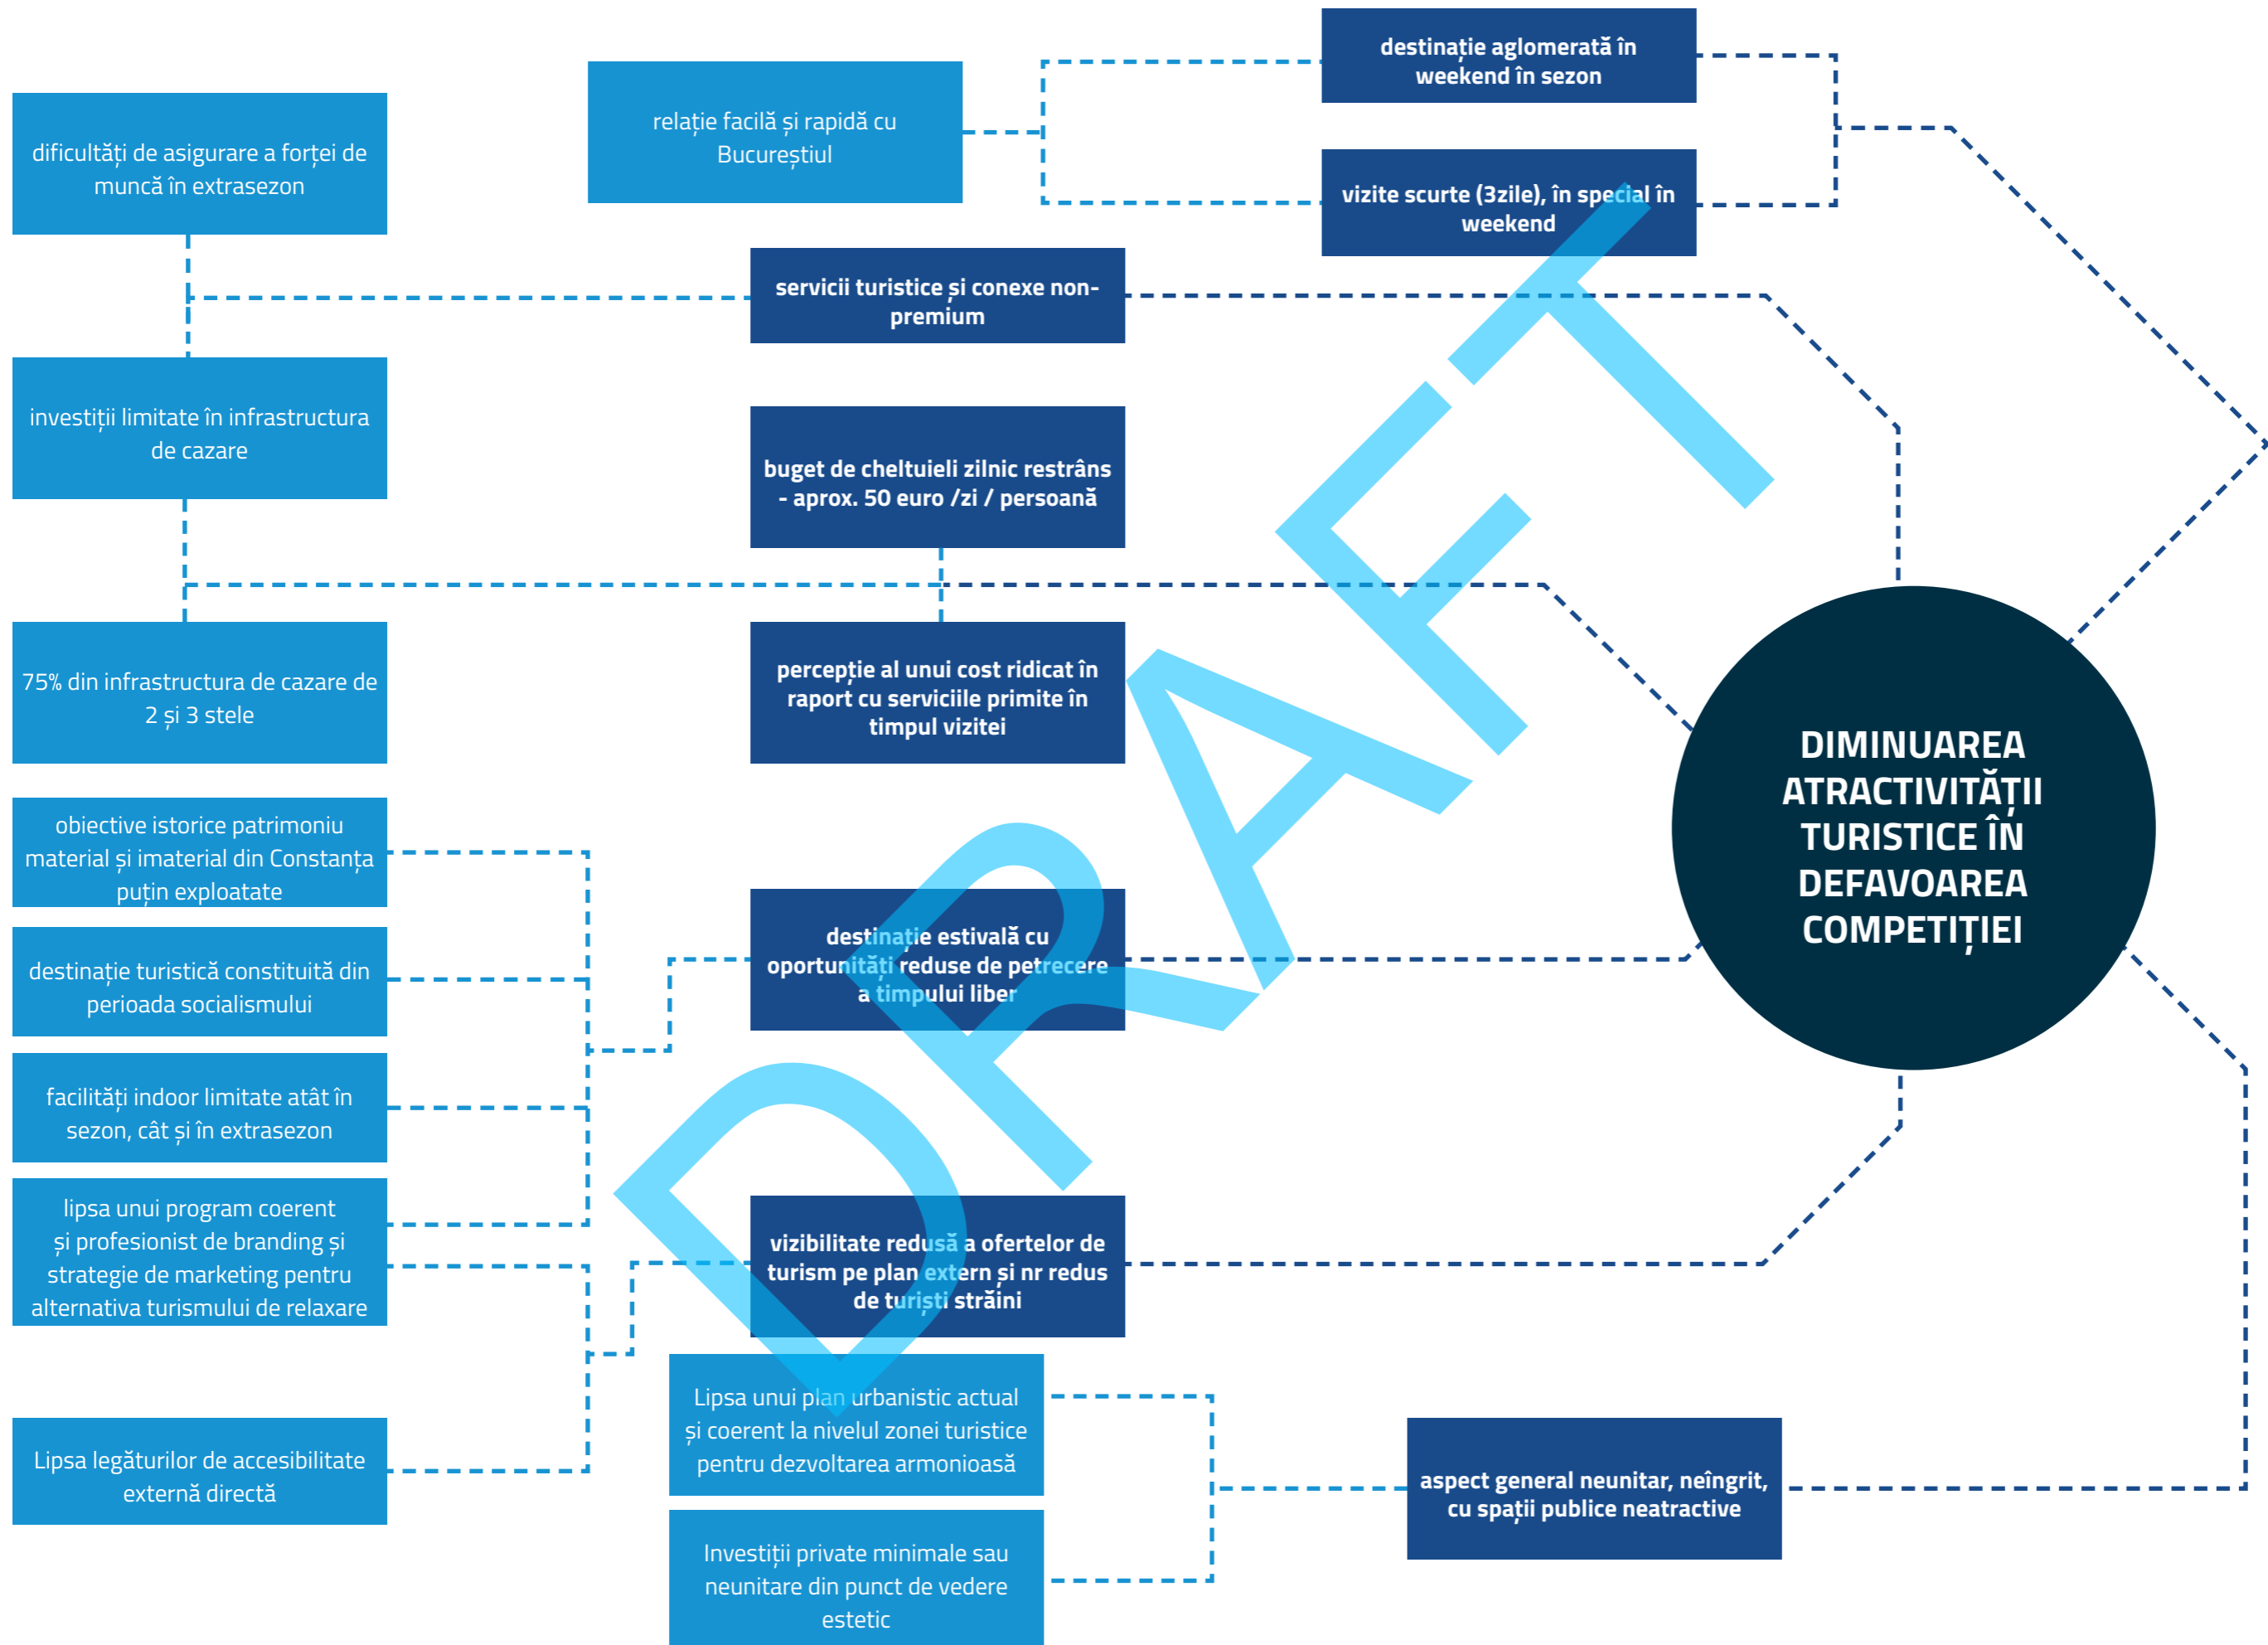 destinație aglomerată în
weekend în sezon
relație facilă și rapidă cu
Bucureștiul
dificultăți de asigurare a forței de
muncă în extrasezon
vizite scurte (3zile), în special în
weekend
servicii turistice și conexe non-
premium
investiții limitate în infrastructura
de cazare
buget de cheltuieli zilnic restrâns
- aprox. 50 euro /zi / persoană
75% din infrastructura de cazare de
2 și 3 stele
percepție al unui cost ridicat în
raport cu serviciile primite în
timpul vizitei
DIMINUAREA
ATRACTIVITĂȚII
TURISTICE ÎN
DEFAVOAREA
COMPETIȚIEI
obiective istorice patrimoniu
material și imaterial din Constanța
puțin exploatate
destinație turistică constituită din
perioada socialismului
destinație estivală cu
oportunități reduse de petrecere
a timpului liber
facilități indoor limitate atât în
sezon, cât și în extrasezon
lipsa unui program coerent
și profesionist de branding și
strategie de marketing pentru
alternativa turismului de relaxare
vizibilitate redusă a ofertelor de
turism pe plan extern și nr redus
de turiști străini
Lipsa unui plan urbanistic actual
și coerent la nivelul zonei turistice
pentru dezvoltarea armonioasă
Lipsa legăturilor de accesibilitate
externă directă
aspect general neunitar, neîngrit,
cu spații publice neatractive
Investiții private minimale sau
neunitare din punct de vedere
estetic
DRAFT